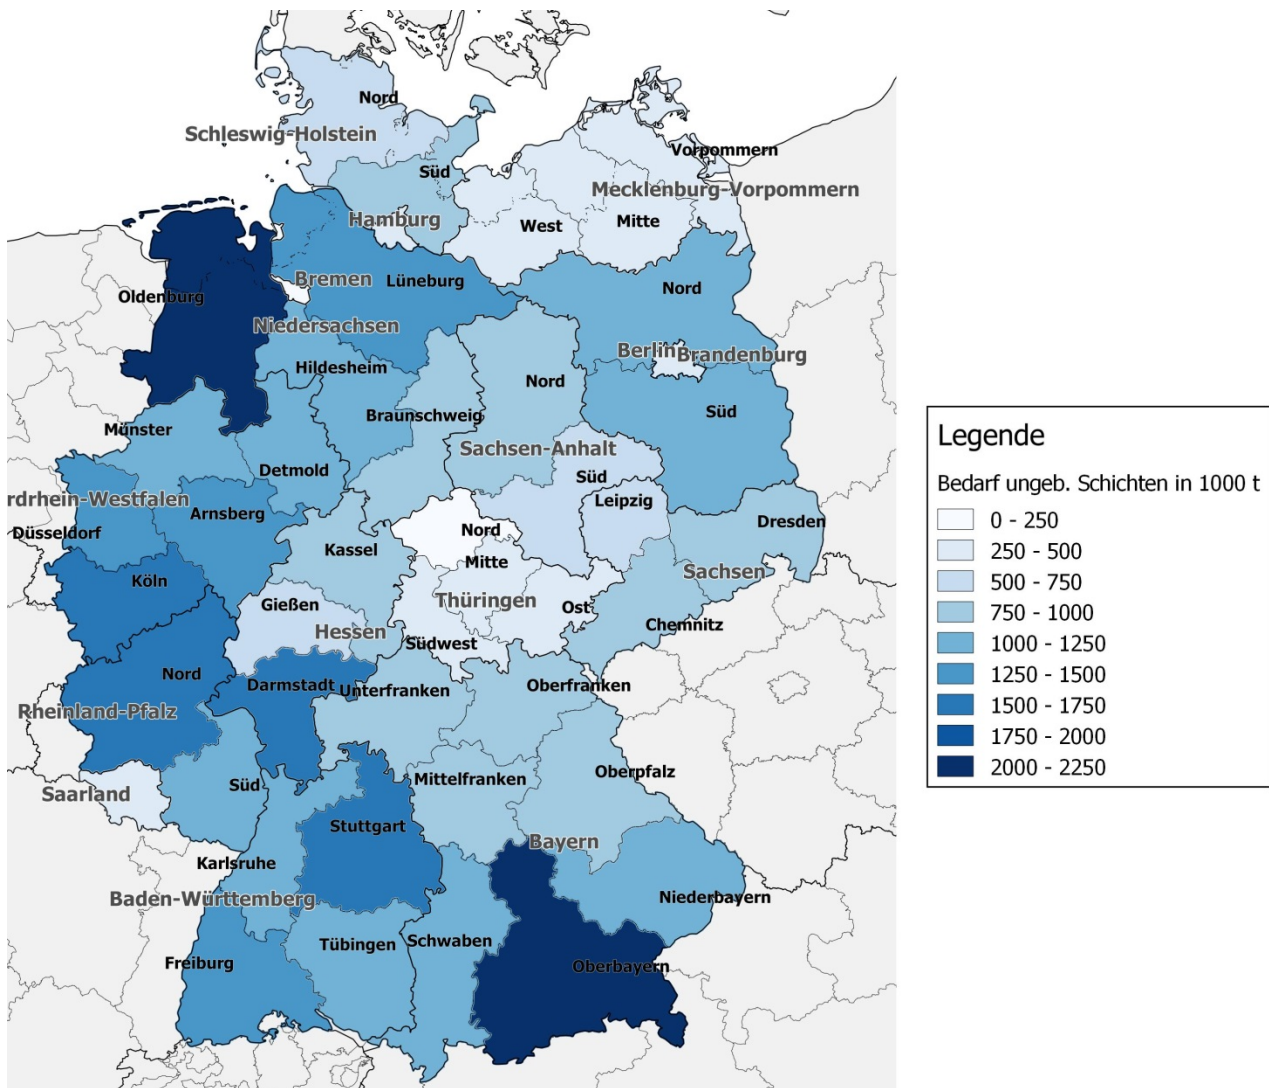 Nord
Schleswig-Holstein
Vorpommern
Süd
Mecklenburg-Vorpommern
Hamburg
West
Mitte
Bremen
Lüneburg
Nord
Oldenburg
Niedersachsen
Berlin
Brandenburg
Hildesheim
Nord
Braunschweig
Süd
Münster
Sachsen-Anhalt
Detmold
Süd
rdrhein-Westfalen
Leipzig
Arnsberg
Dresden
Düsseldorf
Nord
Kassel
Mitte
Sachsen
Köln
Thüringen
Gießen
Ost
Chemnitz
Hessen
Südwest
Nord
Darmstadt
Unterfranken
Oberfranken
Rheinland-Pfalz
Oberpfalz
Mittelfranken
Süd
Saarland
Stuttgart
Bayern
Karlsruhe
Baden-Württemberg
Niederbayern
Tübingen
Schwaben
Freiburg
Oberbayern
Legende
Bedarf ungeb. Schichten in 1000 t
0 - 250
250 - 500
500 - 750
750 - 1000
1000 - 1250
1250 - 1500
1500 - 1750
1750 - 2000
2000 - 2250